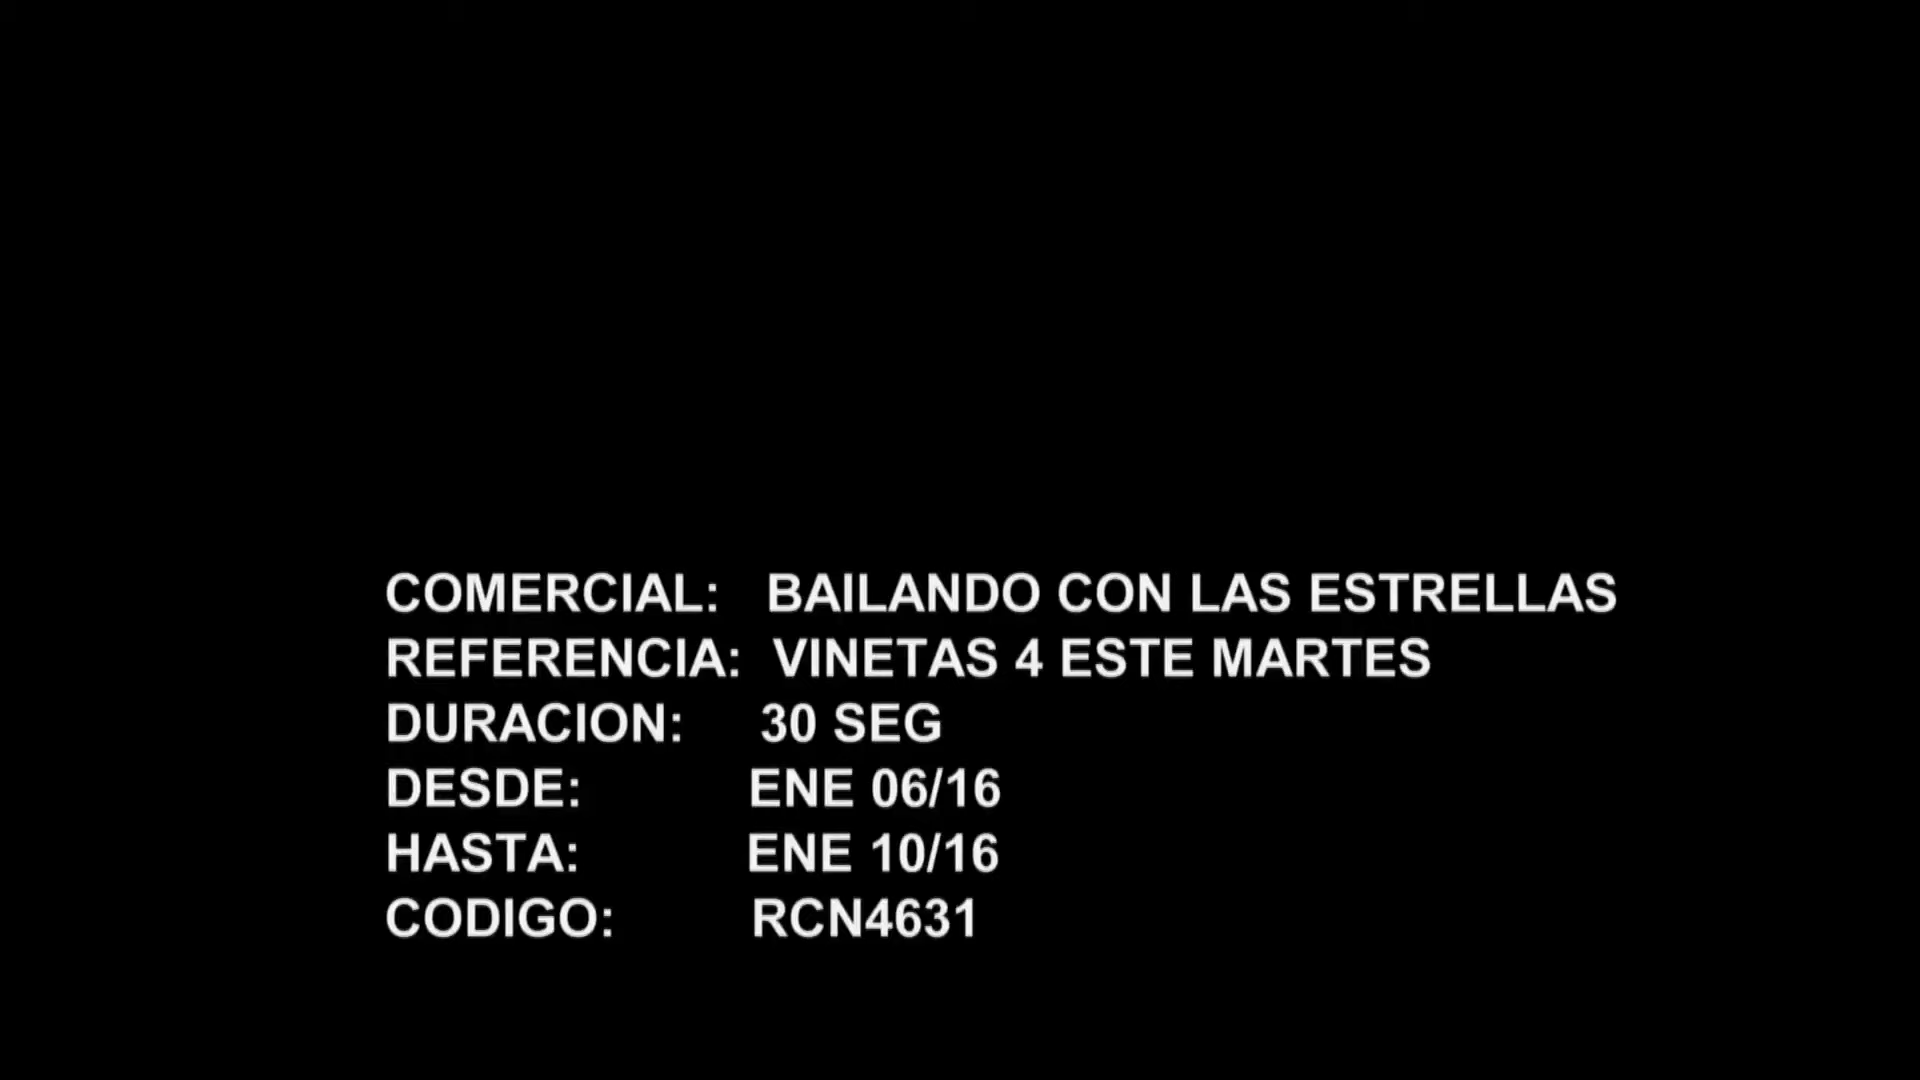 COMERCIAL: BAILANDO CON LAS ESTRELLAS
REFERENCIA: VINETAS 4 ESTE MARTES
DURACION: 30 SEG
DESDE: ENE 06/16
HASTA: ENE 10/16
CODIGO: RCN4631